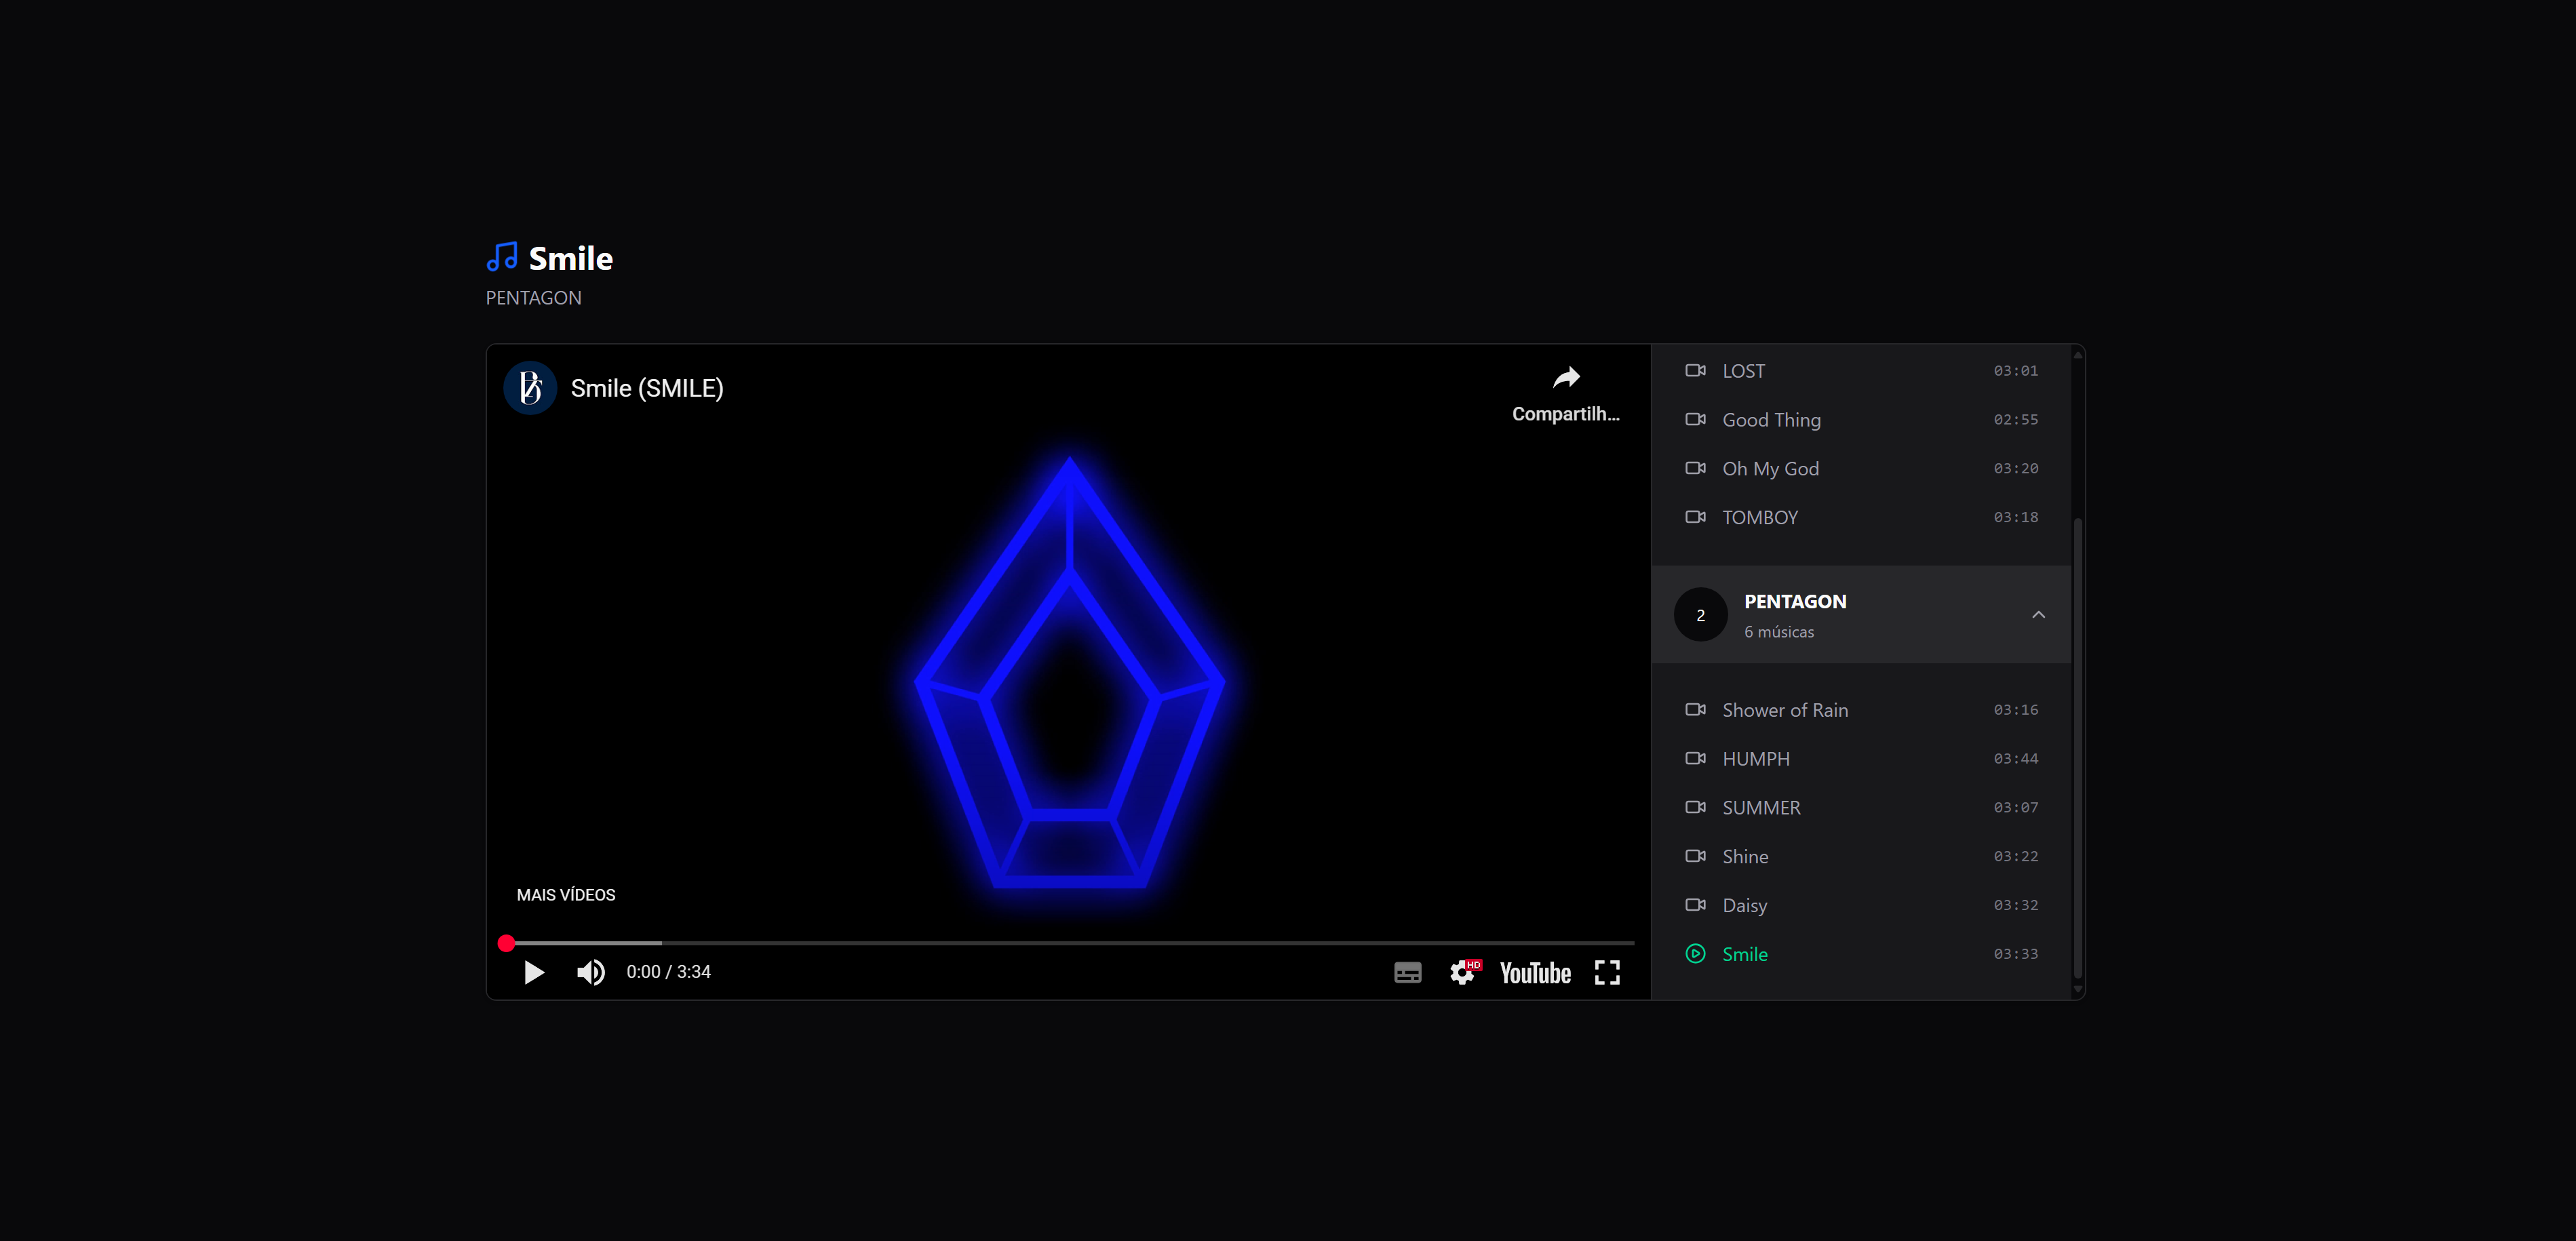 Smile
PENTAGON
Smile (SMILE)
Compartilh...
MAIS VÍDEOS
0:00 / 3:34
HD
YouTube
LOST 03:01
Good Thing 02:55
Oh My God 03:20
TOMBOY 03:18
2
PENTAGON
6 músicas
Shower of Rain 03:16
HUMPH 03:44
SUMMER 03:07
Shine 03:22
Daisy 03:32
Smile 03:33